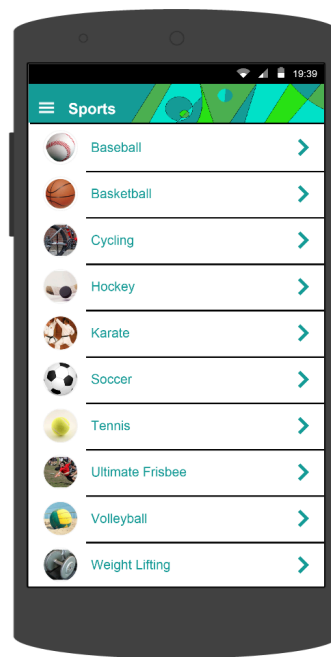 19:39
Sports
Baseball
Basketball
Cycling
Hockey
Karate
Soccer
Tennis
Ultimate Frisbee
Volleyball
Weight Lifting